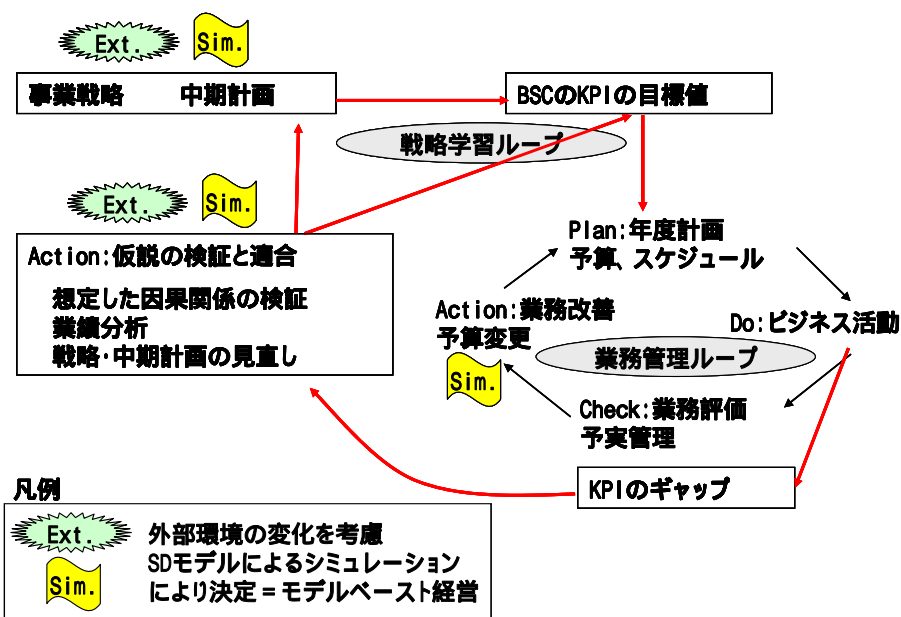 Ext.
Sim.
事業戦略 中期計画
BSCのKPIの目標値
戦略学習ループ
Ext.
Sim.
Action:仮説の検証と適合
想定した因果関係の検証
業績分析
戦略・中期計画の見直し
Plan:年度計画
予算、スケジュール
Action:業務改善
予算変更
Sim.
Do:ビジネス活動
業務管理ループ
Check:業務評価
予実管理
KPIのギャップ
凡例
Ext.
外部環境の変化を考慮
Sim.
SDモデルによるシミュレーション
により決定=モデルベースト経営